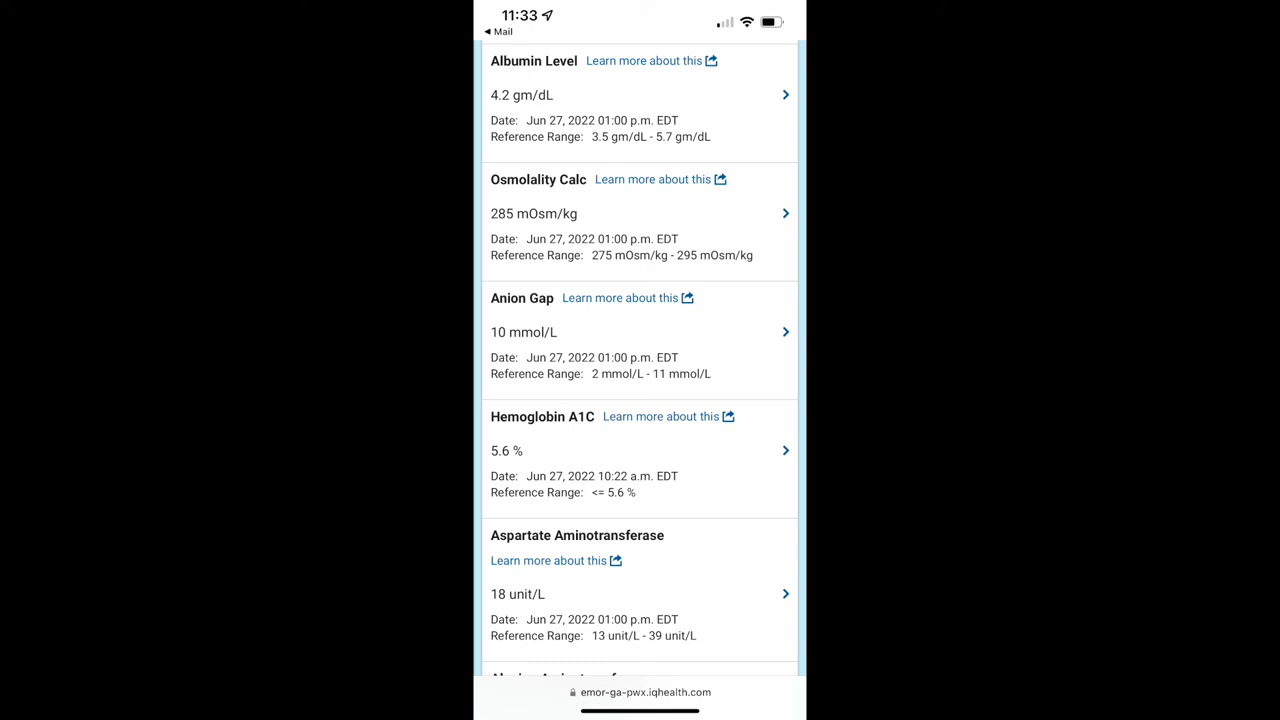 11:33
Mail
Albumin Level Learn more about this
4.2 gm/dL
Date: Jun 27, 2022 01:00 p.m. EDT
Reference Range: 3.5 gm/dL - 5.7 gm/dL
Osmolality Calc Learn more about this
285 mOsm/kg
Date: Jun 27, 2022 01:00 p.m. EDT
Reference Range: 275 mOsm/kg - 295 mOsm/kg
Anion Gap Learn more about this
10 mmol/L
Date: Jun 27, 2022 01:00 p.m. EDT
Reference Range: 2 mmol/L - 11 mmol/L
Hemoglobin A1C Learn more about this
5.6 %
Date: Jun 27, 2022 10:22 a.m. EDT
Reference Range: <= 5.6 %
Aspartate Aminotransferase
Learn more about this
18 unit/L
Date: Jun 27, 2022 01:00 p.m. EDT
Reference Range: 13 unit/L - 39 unit/L
emor-ga-pwx.iqhealth.com